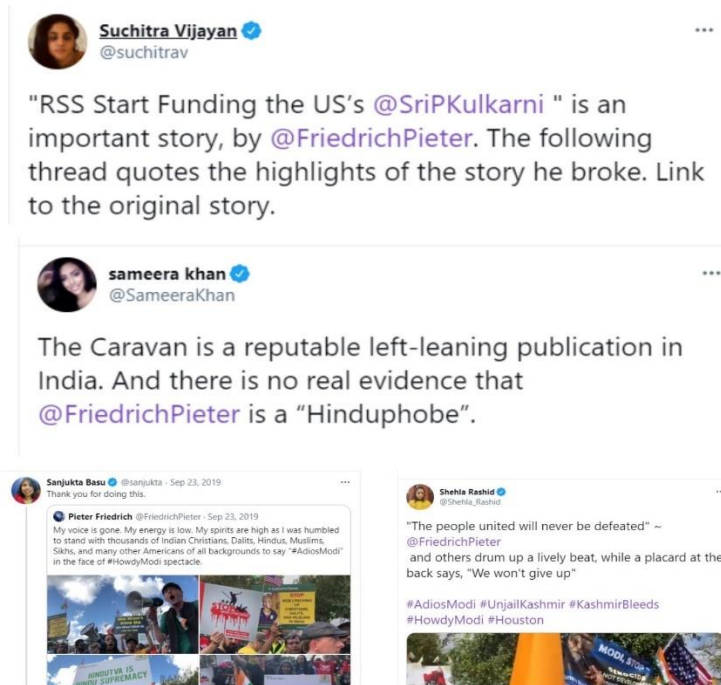 Suchitra Vijayan
@suchitrav
"RSS Start Funding the US's @SriPKulkarni " is an
important story, by @FriedrichPieter. The following
thread quotes the highlights of the story he broke. Link
to the original story.
sameera khan
@SameeraKhan
The Caravan is a reputable left-leaning publication in
India. And there is no real evidence that
@FriedrichPieter is a “Hinduphobe”.
Sanjukta Basu @sanjukta · Sep 23, 2019
Thank you for doing this.
Pieter Friedrich @FriedrichPieter · Sep 23, 2019
My voice is gone. My energy is low. My spirits are high as I was humbled
to stand with thousands of Indian Christians, Dalits, Hindus, Muslims,
Sikhs, and many other Americans of all backgrounds to say "#AdiosModi"
in the face of #HowdyModi spectacle.
STOP
HINDUTVA IS
HINDU SUPREMACY
Shehla Rashid
@Shehla_Rashid
"The people united will never be defeated" ~
@FriedrichPieter
and others drum up a lively beat, while a placard at the
back says, "We won't give up"
#AdiosModi #UnjailKashmir #KashmirBleeds
#HowdyModi #Houston
MODI, STOP
GENOCIDE